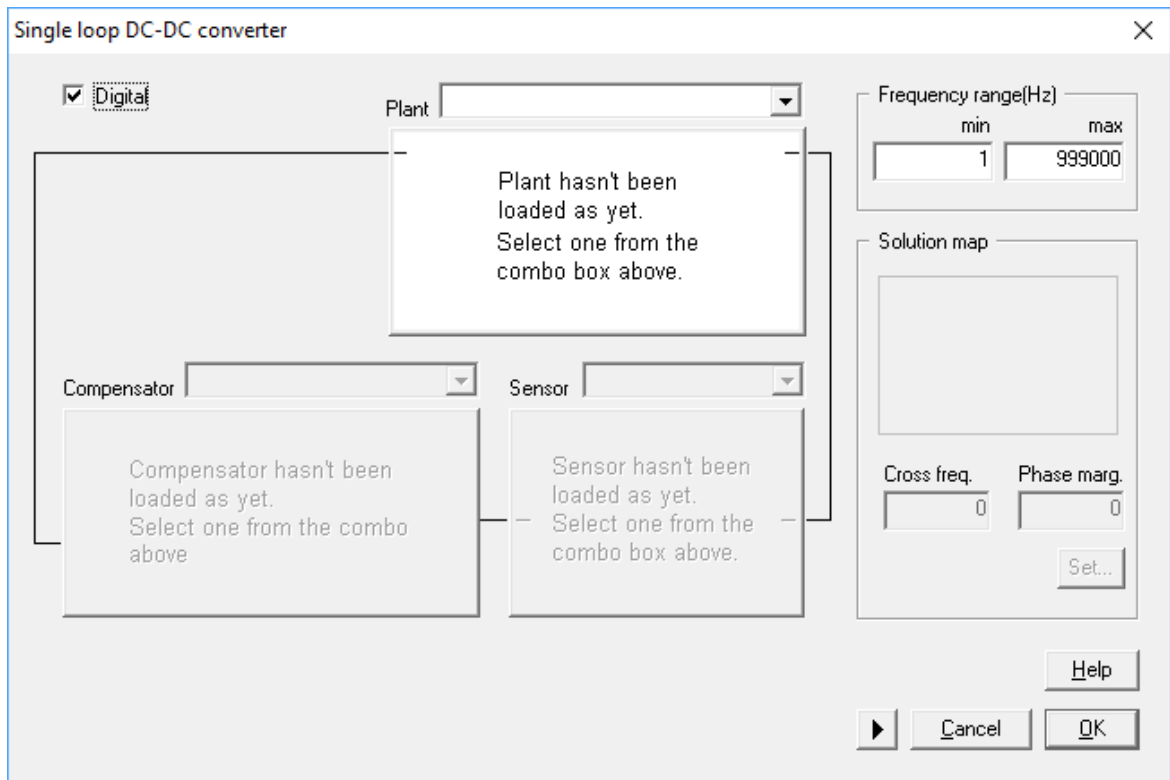 Single loop DC-DC converter
Digital
Plant
Plant hasn't been
loaded as yet.
Select one from the
combo box above.
Compensator
Compensator hasn't been
loaded as yet.
Select one from the combo
above
Sensor
Sensor hasn't been
loaded as yet.
Select one from the
combo box above.
Frequency range(Hz)
min max
1 999000
Solution map
Cross freq. Phase marg.
0 0
Set...
Help
Cancel OK